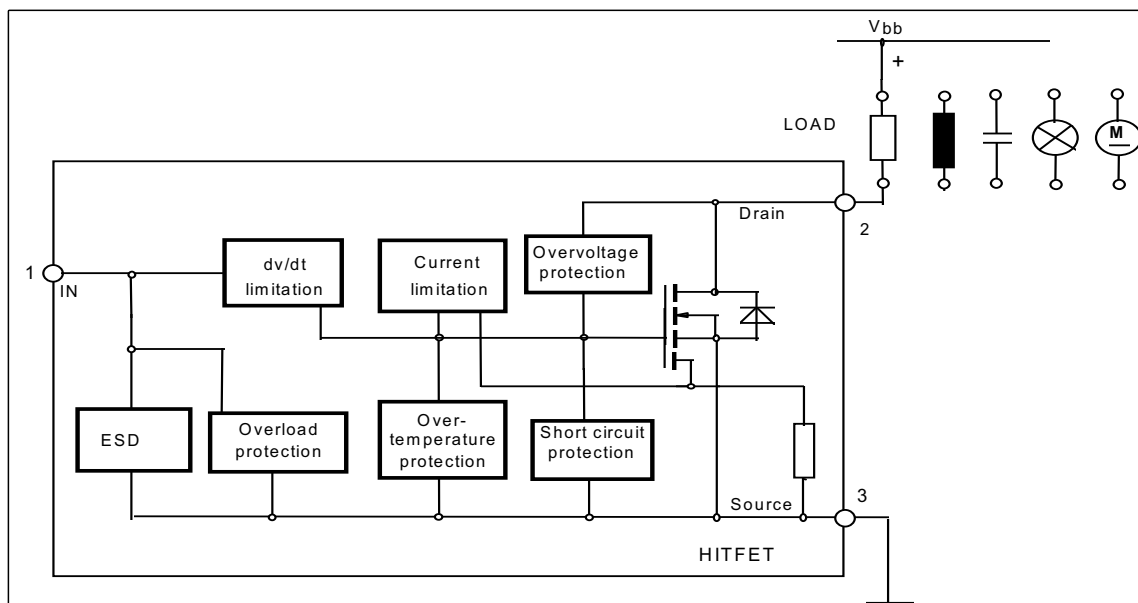 Vbb
+
LOAD
M
Drain
2
1
IN
dv/dt
limitation
Current
limitation
Overvoltage
protection
ESD
Overload
protection
Over-
temperature
protection
Short circuit
protection
Source
3
HITFET